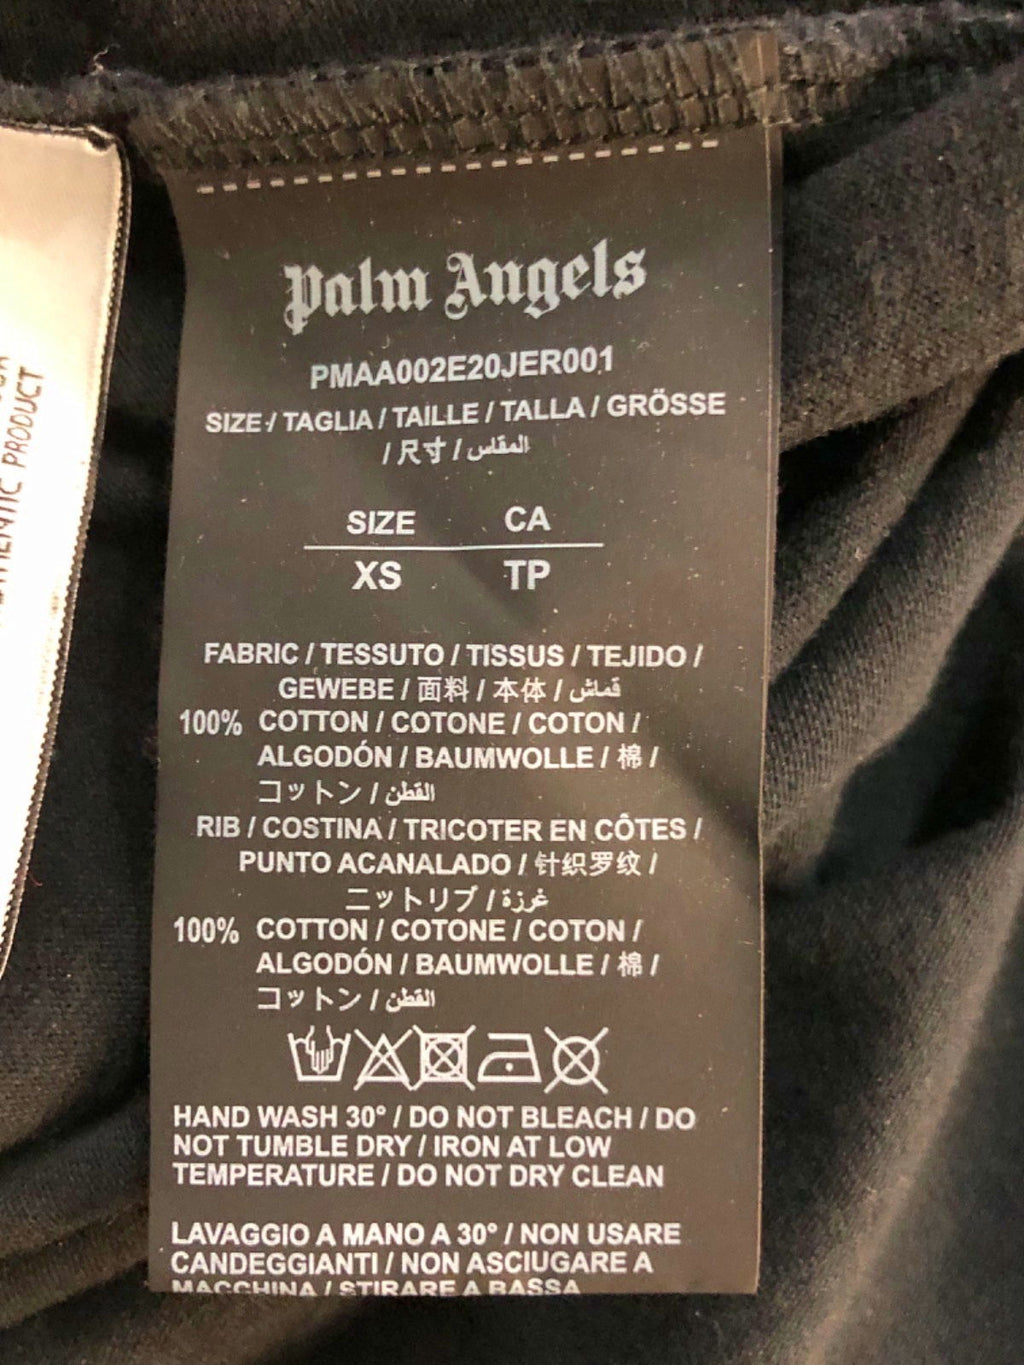 Palm Angels
PMAA002E20JER001
SIZE / TAGLIA / TAILLE / TALLA / GRÖSSE
/ 尺寸 / المقاس
SIZE CA
XS TP
FABRIC / TESSUTO / TISSUS / TEJIDO /
GEWEBE / 面料 / 本体 / قماش
100% COTTON / COTONE / COTON /
ALGODÓN / BAUMWOLLE / 棉 /
コットン / القطن
RIB / COSTINA / TRICOTER EN CÔTES /
PUNTO ACANALADO / 针织罗纹 /
ニットリブ / غرزة
100% COTTON / COTONE / COTON /
ALGODÓN / BAUMWOLLE / 棉 /
コットン / القطن
HAND WASH 30° / DO NOT BLEACH / DO
NOT TUMBLE DRY / IRON AT LOW
TEMPERATURE / DO NOT DRY CLEAN
LAVAGGIO A MANO A 30° / NON USARE
CANDEGGIANTI / NON ASCIUGARE A
MACCHINA / STIRARE A BASSA
PRODUCT